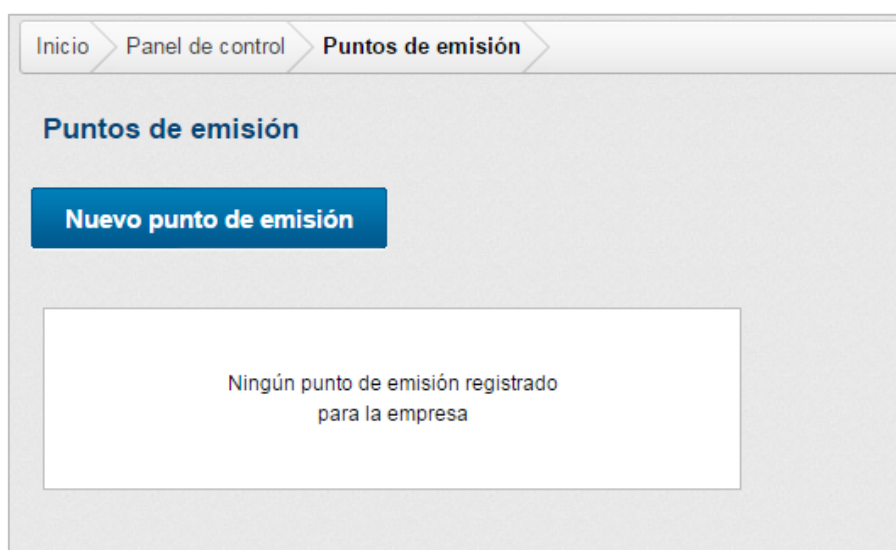 Inicio Panel de control Puntos de emisión
Puntos de emisión
Nuevo punto de emisión
Ningún punto de emisión registrado
para la empresa